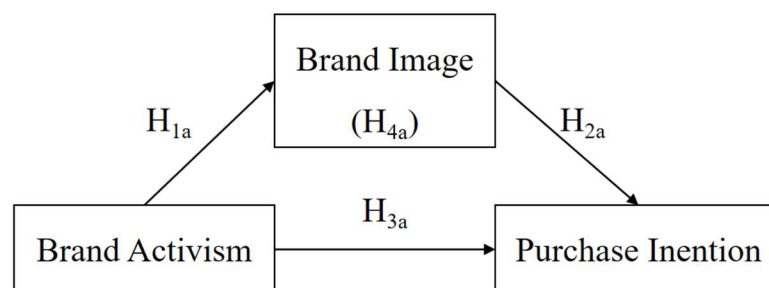 Brand Image
(H4a)
H1a
H2a
H3a
Brand Activism
Purchase Inention